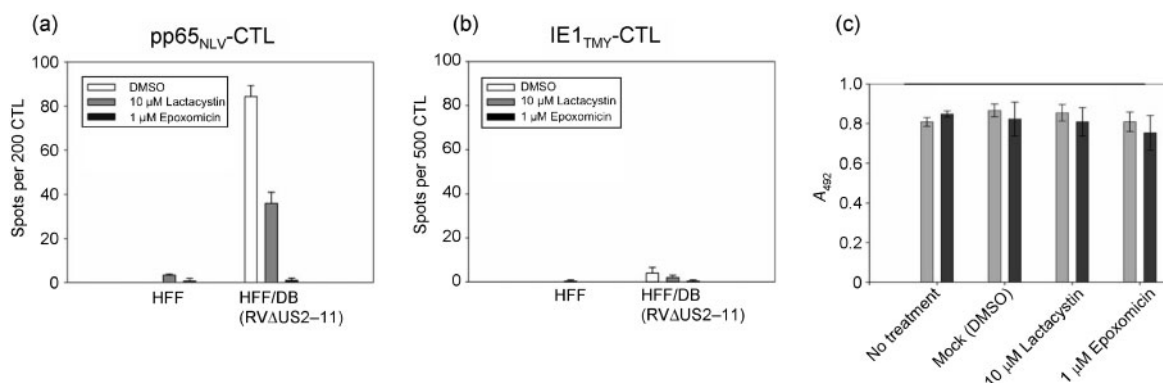 (a)
pp65NLV-CTL
100
80
60
40
20
0
Spots per 200 CTL
DMSO
10 µM Lactacystin
1 µM Epoxomicin
HFF
HFF/DB
(RVΔUS2–11)
(b)
IE1TMY-CTL
100
80
60
40
20
0
Spots per 500 CTL
DMSO
10 µM Lactacystin
1 µM Epoxomicin
HFF
HFF/DB
(RVΔUS2–11)
(c)
1.0
0.8
0.6
0.4
0.2
0
A492
No treatment
Mock (DMSO)
10 µM Lactacystin
1 µM Epoxomicin